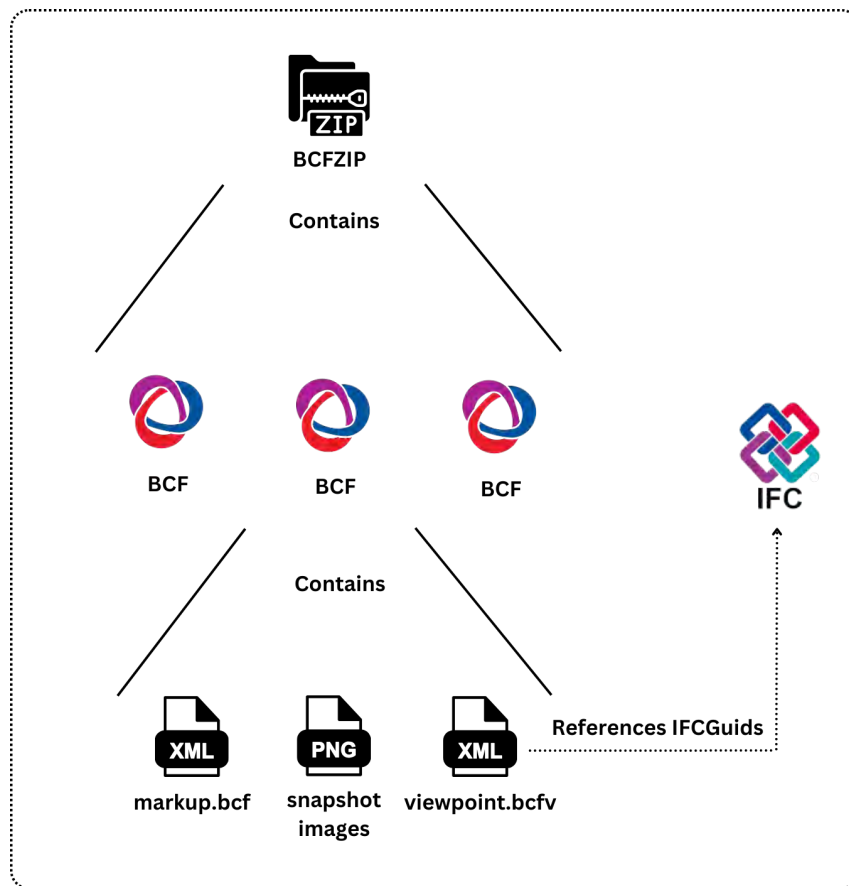 ZIP
BCFZIP
Contains
BCF
BCF
BCF
IFC
Contains
References IFCGuids
XML
PNG
XML
markup.bcf
snapshot
images
viewpoint.bcfv